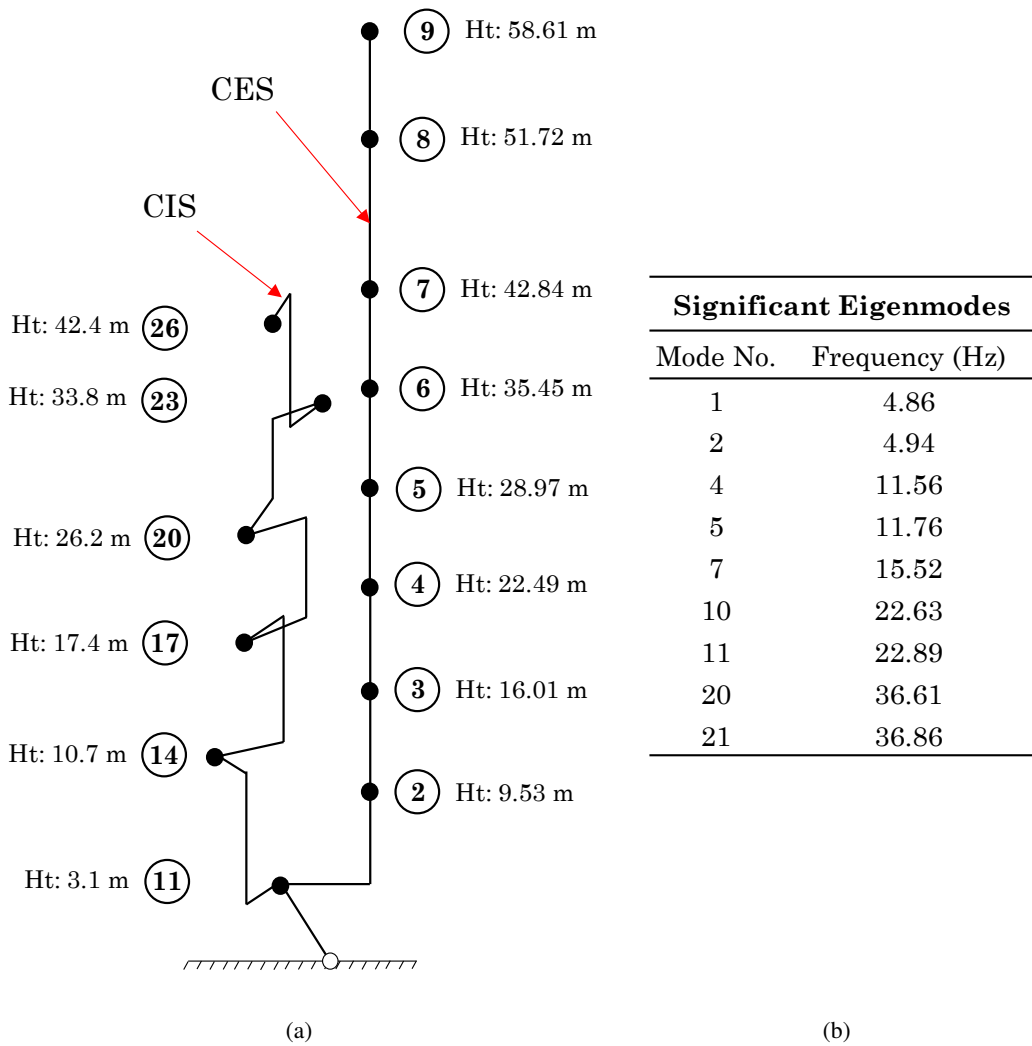 9 Ht: 58.61 m
CES
8 Ht: 51.72 m
CIS
7 Ht: 42.84 m
Ht: 42.4 m 26
6 Ht: 35.45 m
Ht: 33.8 m 23
5 Ht: 28.97 m
Ht: 26.2 m 20
4 Ht: 22.49 m
Ht: 17.4 m 17
3 Ht: 16.01 m
Ht: 10.7 m 14
2 Ht: 9.53 m
Ht: 3.1 m 11
(a)
Significant Eigenmodes
Mode No. Frequency (Hz)
1 4.86
2 4.94
4 11.56
5 11.76
7 15.52
10 22.63
11 22.89
20 36.61
21 36.86
(b)